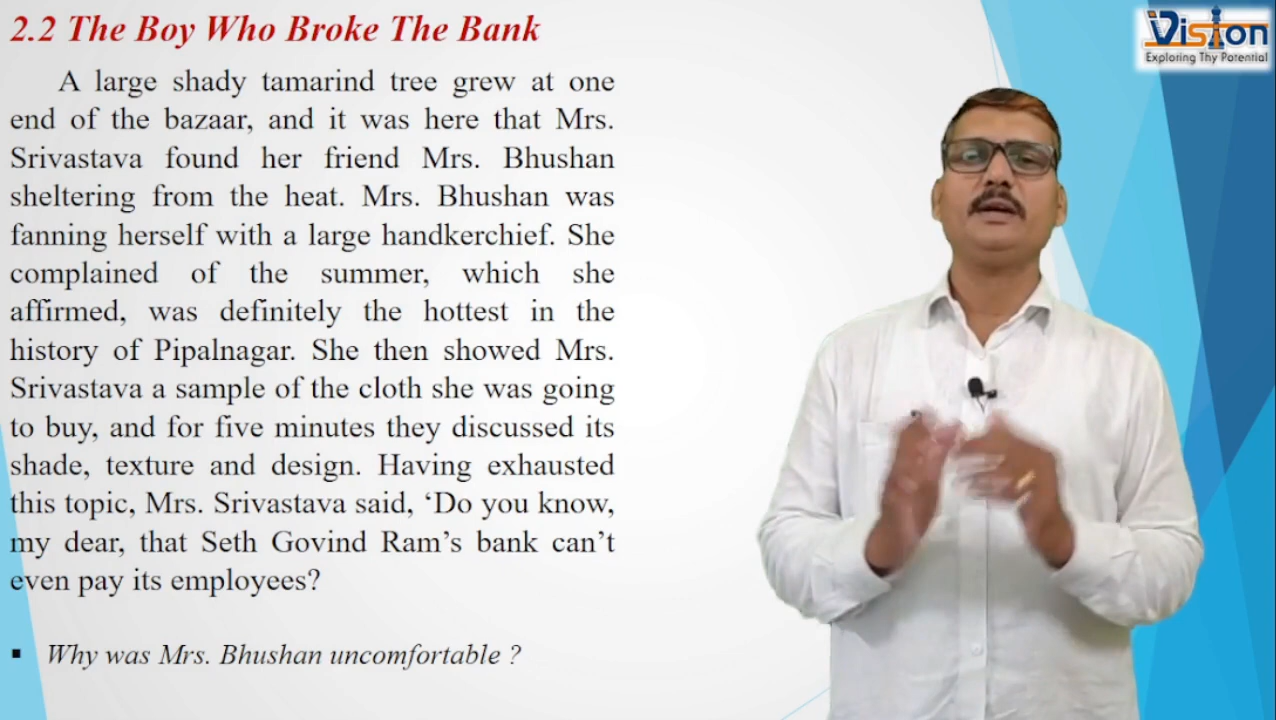 2.2 The Boy Who Broke The Bank
Vision
Exploring Thy Potential
A large shady tamarind tree grew at one
end of the bazaar, and it was here that Mrs.
Srivastava found her friend Mrs. Bhushan
sheltering from the heat. Mrs. Bhushan was
fanning herself with a large handkerchief. She
complained of the summer, which she
affirmed, was definitely the hottest in the
history of Pipalnagar. She then showed Mrs.
Srivastava a sample of the cloth she was going
to buy, and for five minutes they discussed its
shade, texture and design. Having exhausted
this topic, Mrs. Srivastava said, ‘Do you know,
my dear, that Seth Govind Ram’s bank can’t
even pay its employees?
▪ Why was Mrs. Bhushan uncomfortable ?